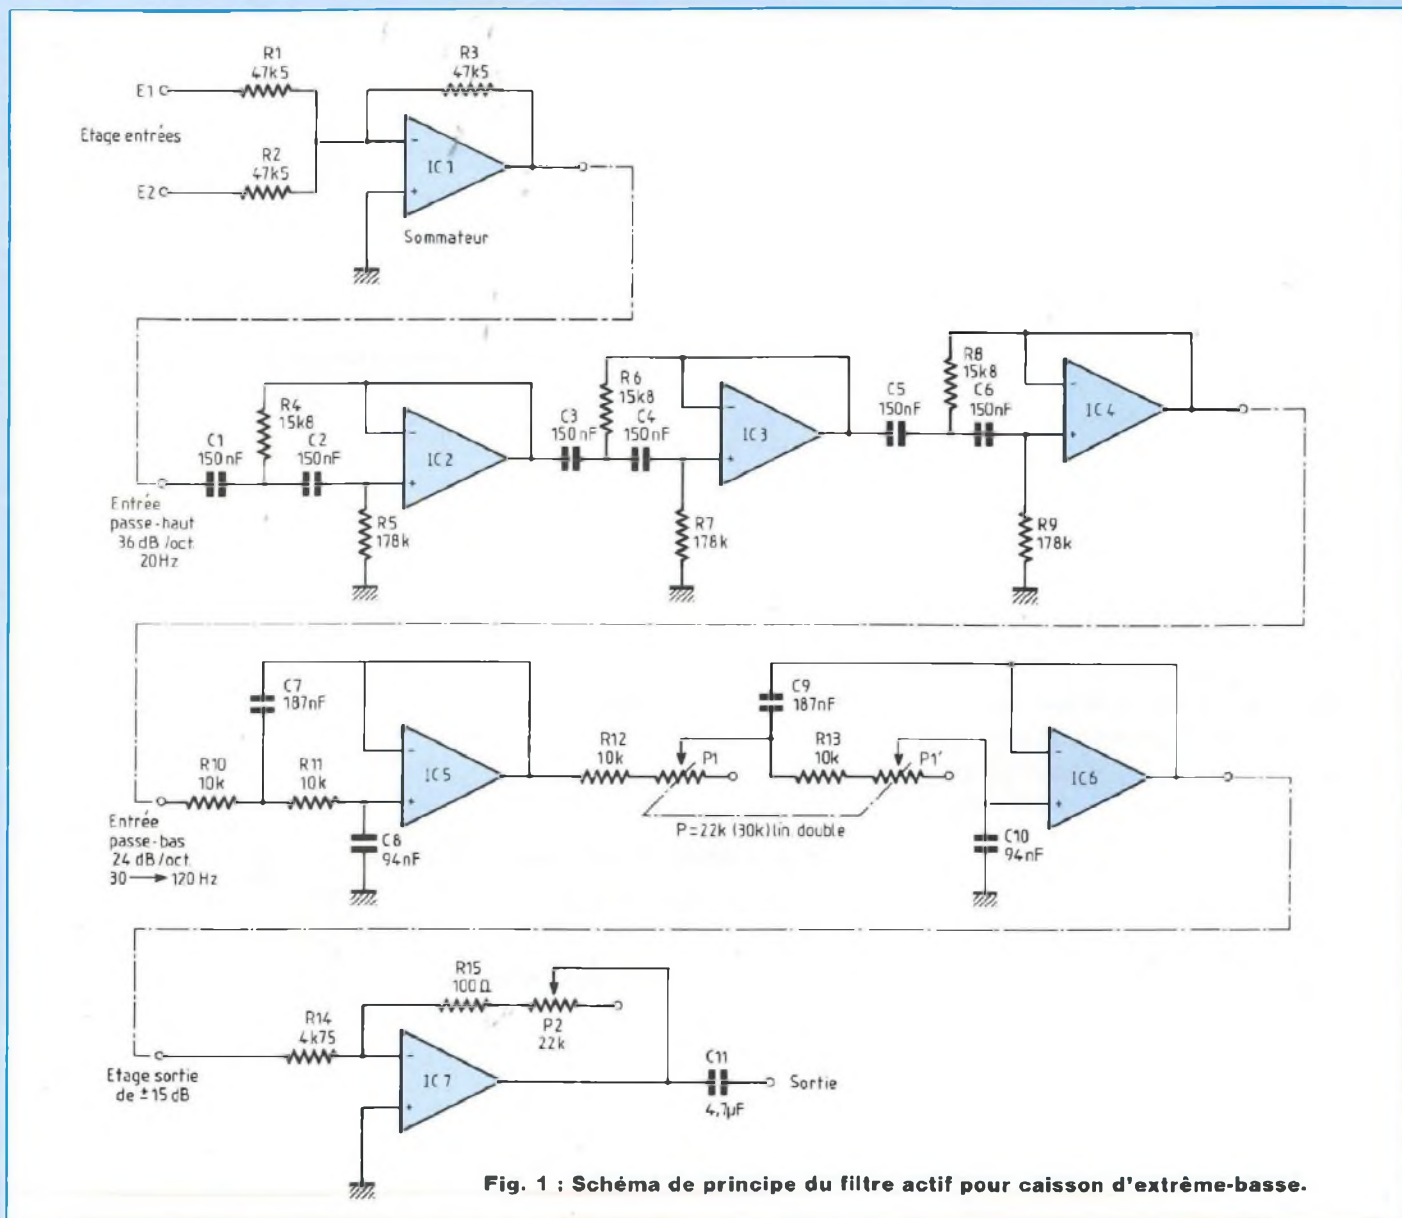 R1
47k5
R3
47k5
E1
Etage entrées
R2
47k5
E2
-
+
IC1
Sommateur
R4
15k8
C1
150nF
C2
150nF
-
+
IC2
R5
178k
Entrée
passe-haut
36 dB/oct.
20Hz
C3
150nF
R6
15k8
C4
150nF
-
+
IC3
R7
178k
C5
150nF
R8
15k8
C6
150nF
-
+
IC4
R9
178k
C7
187nF
R10
10k
R11
10k
-
+
IC5
C8
94nF
Entrée
passe-bas
24 dB/oct.
30 → 120 Hz
R12
10k
P1
C9
187nF
R13
10k
P1'
P=22k (30k) lin. double
-
+
IC6
C10
94nF
R15
100Ω
P2
22k
R14
4k75
-
+
IC7
Etage sortie
de ±15 dB
C11
4,7µF
Sortie
Fig. 1 : Schéma de principe du filtre actif pour caisson d'extrême-basse.